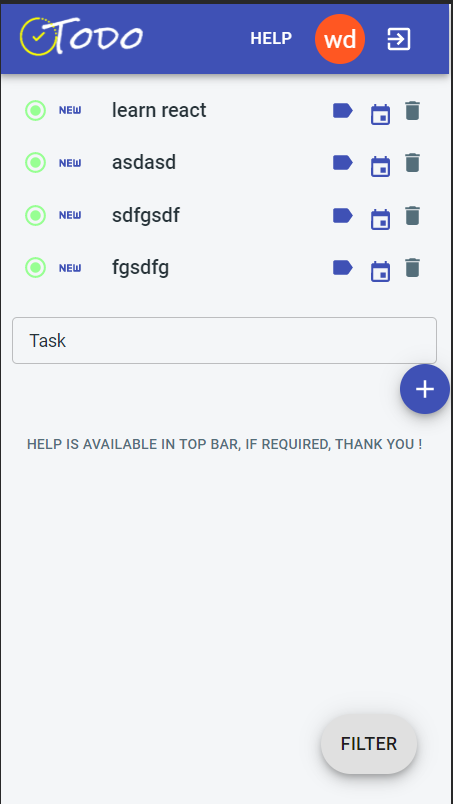 TODO HELP wd
NEW learn react
NEW asdasd
NEW sdfgsdf
NEW fgsdfg
Task
+
HELP IS AVAILABLE IN TOP BAR, IF REQUIRED, THANK YOU !
FILTER